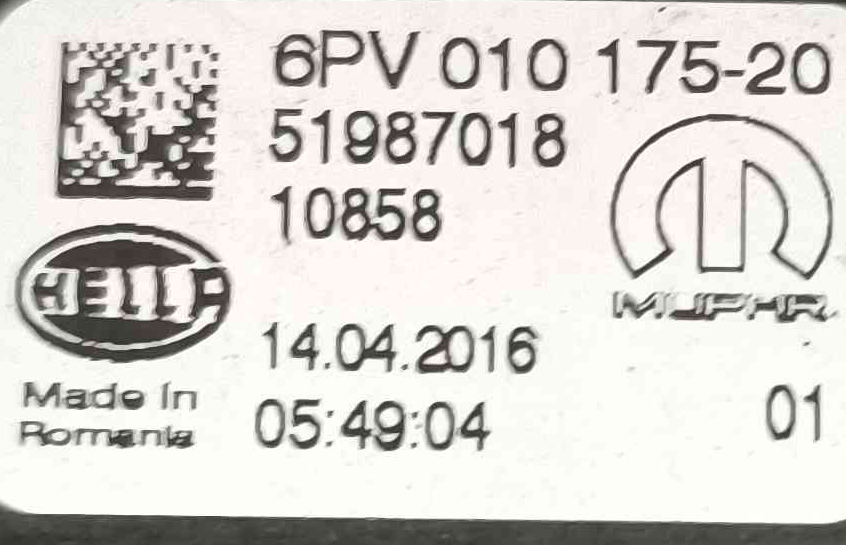 6PV 010 175-20
51987018
10858
HELLA
MOPAR
14.04.2016
Made in
Romania
05:49:04
01